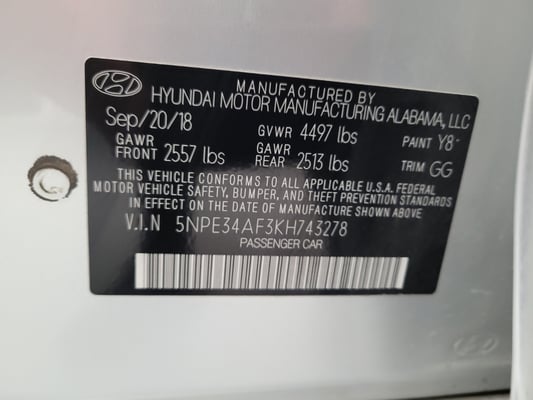 MANUFACTURED BY
HYUNDAI MOTOR MANUFACTURING ALABAMA, LLC
Sep/20/18 GVWR 4497 lbs PAINT Y8-
GAWR FRONT 2557 lbs GAWR REAR 2513 lbs TRIM GG
THIS VEHICLE CONFORMS TO ALL APPLICABLE U.S.A. FEDERAL
MOTOR VEHICLE SAFETY, BUMPER, AND THEFT PREVENTION STANDARDS
IN EFFECT ON THE DATE OF MANUFACTURE SHOWN ABOVE.
V.I.N 5NPE34AF3KH743278
PASSENGER CAR